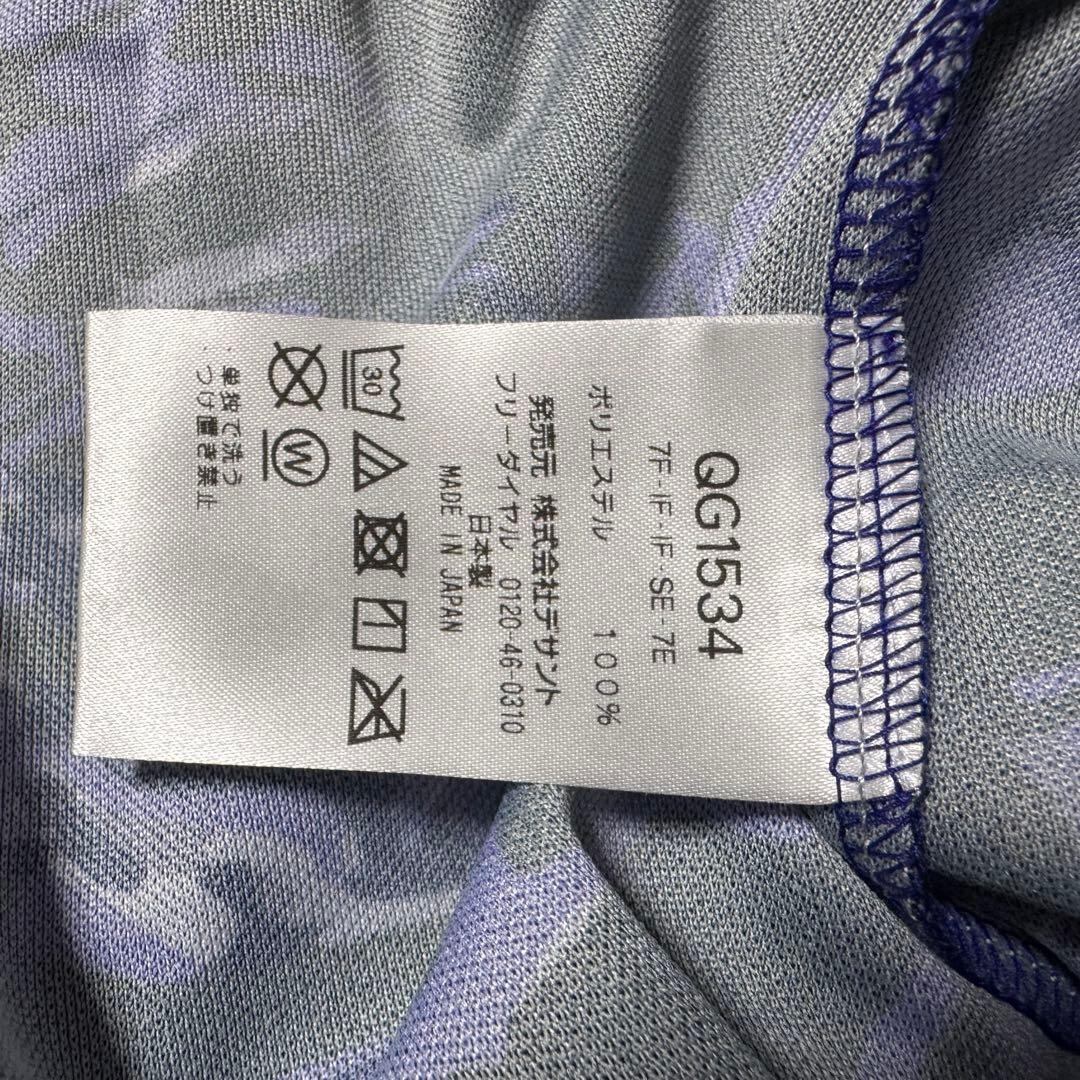 QG1534
7F-IF-IF-SE-7E
ポリエステル 100%
発売元 株式会社デサント
フリーダイヤル 0120-46-0310
日本製
MADE IN JAPAN
30
W
・単独で洗う
つけ置き禁止